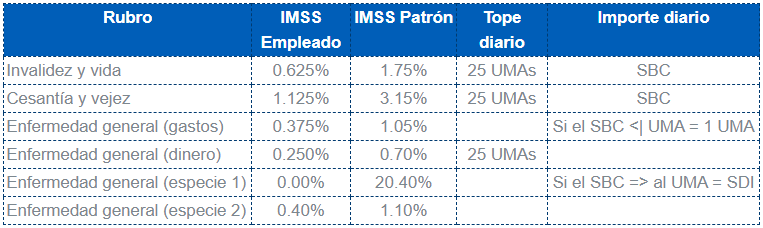 Rubro IMSS Empleado IMSS Patrón Tope diario Importe diario
Invalidez y vida 0.625% 1.75% 25 UMAs SBC
Cesantía y vejez 1.125% 3.15% 25 UMAs SBC
Enfermedad general (gastos) 0.375% 1.05% Si el SBC <| UMA = 1 UMA
Enfermedad general (dinero) 0.250% 0.70% 25 UMAs
Enfermedad general (especie 1) 0.00% 20.40% Si el SBC => al UMA = SDI
Enfermedad general (especie 2) 0.40% 1.10%